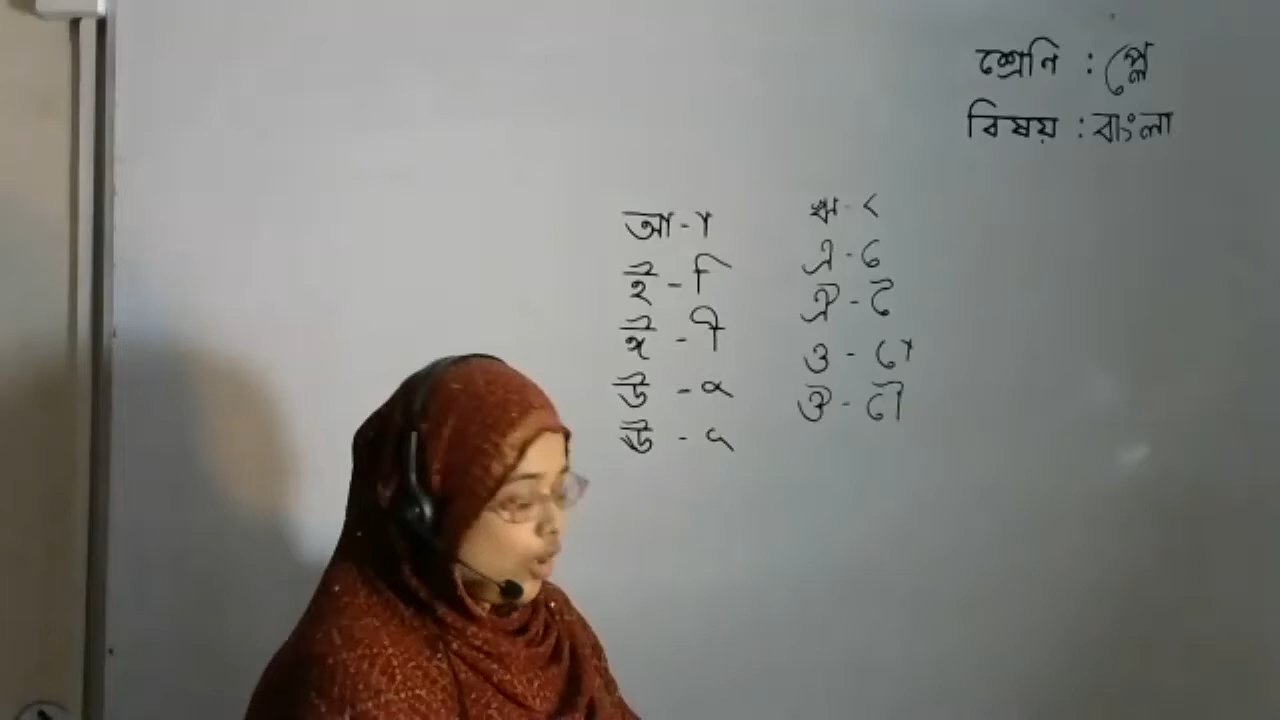 শ্রেণি : প্লে
বিষয় : বাংলা
আ - া
ই - ি
ঈ - ী
উ - ু
ঊ - ূ
ঋ - ৃ
এ - ে
ঐ - ৈ
ও - ো
ঔ - ৌ